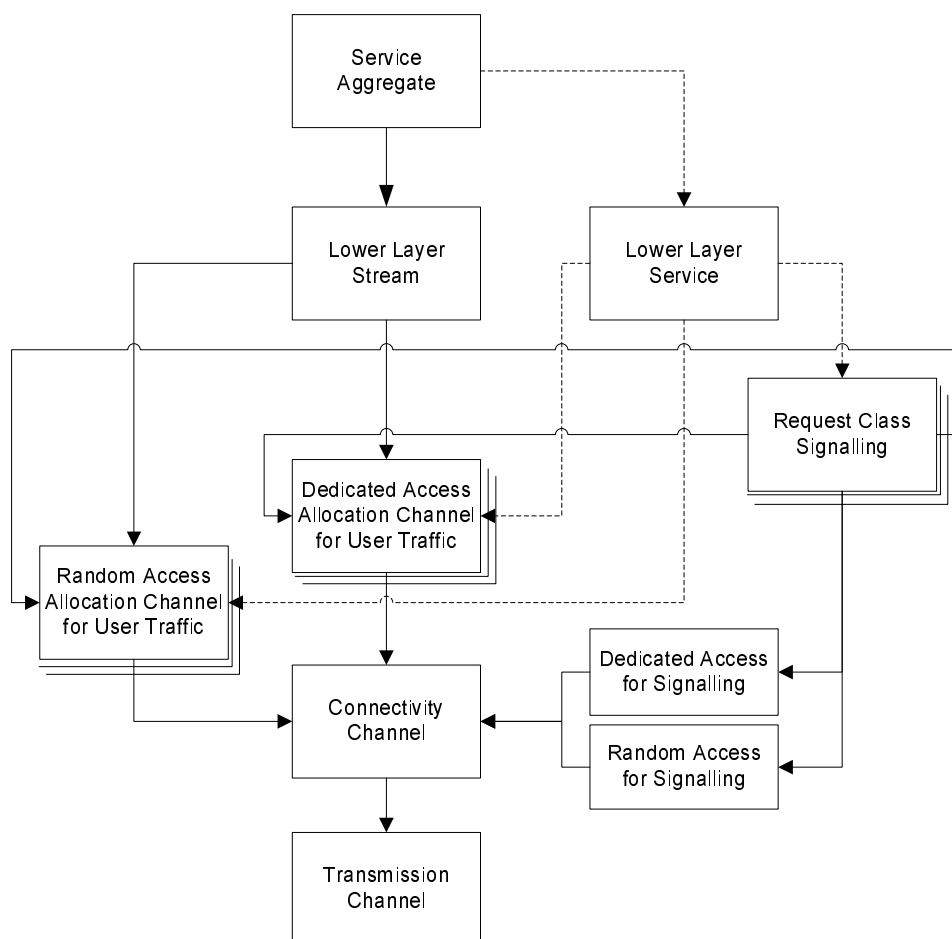 Service
Aggregate
Lower Layer
Stream
Lower Layer
Service
Request Class
Signalling
Dedicated Access
Allocation Channel
for User Traffic
Random Access
Allocation Channel
for User Traffic
Dedicated Access
for Signalling
Connectivity
Channel
Random Access
for Signalling
Transmission
Channel